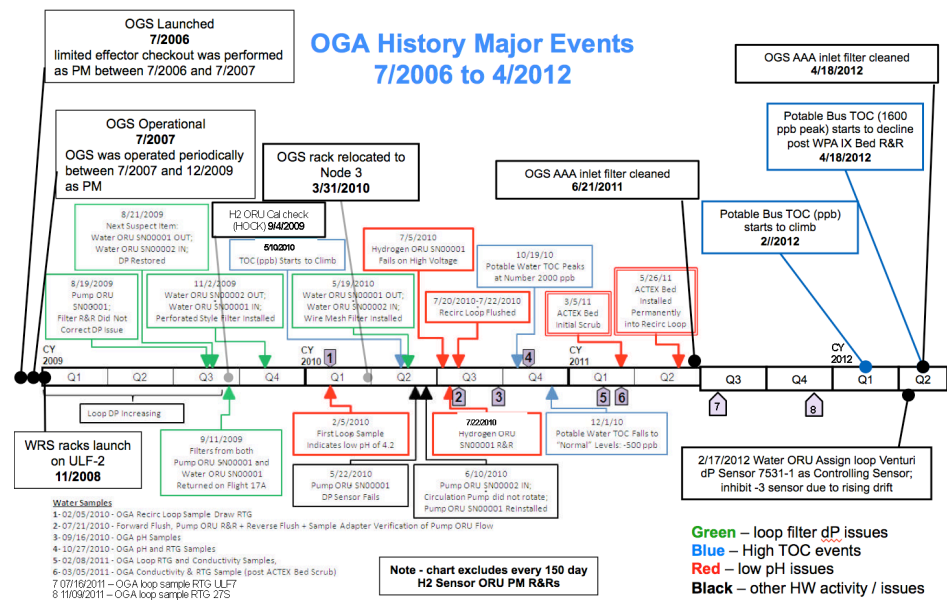 OGA History Major Events
7/2006 to 4/2012
OGS Launched
7/2006
limited effector checkout was performed
as PM between 7/2006 and 7/2007
OGS Operational
7/2007
OGS was operated periodically
between 7/2007 and 12/2009
as PM
OGS rack relocated to
Node 3
3/31/2010
OGS AAA inlet filter cleaned
6/21/2011
OGS AAA inlet filter cleaned
4/18/2012
Potable Bus TOC (1600
ppb peak) starts to decline
post WPA IX Bed R&R
4/18/2012
Potable Bus TOC (ppb)
starts to climb
2//2012
8/21/2009
Next Suspect Item:
Water ORU SN00001 OUT;
Water ORU SN00002 IN;
DP Restored
H2 ORU Cal check
(HOCK) 9/4/2009
5/10/2010
TOC (ppb) Starts to Climb
7/5/2010
Hydrogen ORU SN00001
Fails on High Voltage
10/19/10
Potable Water TOC Peaks
at Number 2000 ppb
8/19/2009
Pump ORU
SN00001;
Filter R&R Did Not
Correct DP Issue
11/2/2009
Water ORU SN00002 OUT;
Water ORU SN00001 IN;
Perforated Style Filter Installed
5/19/2010
Water ORU SN00001 OUT;
Water ORU SN00002 IN;
Wire Mesh Filter Installed
7/20/2010-7/22/2010
Recirc Loop Flushed
3/5/11
ACTEX Bed
Initial Scrub
5/26/11
ACTEX Bed
Installed
Permanently
into Recirc Loop
CY
2009
CY
2010
CY
2011
CY
2012
1
4
Q1
Q2
Q3
Q4
Q1
Q2
Q3
Q4
Q1
Q2
Q3
Q4
Q1
Q2
2
3
5
6
7
8
Loop DP Increasing
WRS racks launch
on ULF-2
11/2008
9/11/2009
Filters from both
Pump ORU SN00001 and
Water ORU SN00001
Returned on Flight 17A
2/5/2010
First Loop Sample
Indicates low pH of 4.2
7/22/2010
Hydrogen ORU
SN00001 R&R
12/1/10
Potable Water TOC Falls to
"Normal" Levels: -500 ppb
5/22/2010
Pump ORU SN00001
DP Sensor Fails
6/10/2010
Pump ORU SN00002 IN;
Circulation Pump did not rotate;
Pump ORU SN00001 Reinstalled
2/17/2012 Water ORU Assign loop Venturi
dP Sensor 7531-1 as Controlling Sensor;
inhibit -3 sensor due to rising drift
Water Samples
1- 02/05/2010 - OGA Recirc Loop Sample Draw RTG
2 - 07/21/2010 - Forward Flush, Pump ORU R&R + Reverse Flush + Sample Adapter Verification of Pump ORU Flow
3 - 09/16/2010 - OGA pH Samples
4 - 10/27/2010 - OGA pH and RTG Samples
5 - 02/08/2011 - OGA Loop RTG and Conductivity Samples,
6 - 03/05/2011 - OGA Conductivity & RTG Sample (post ACTEX Bed Scrub)
7 07/16/2011 – OGA loop sample RTG ULF7
8 11/09/2011 – OGA loop sample RTG 27S
Note - chart excludes every 150 day
H2 Sensor ORU PM R&Rs
Green – loop filter dP issues
Blue – High TOC events
Red – low pH issues
Black – other HW activity / issues